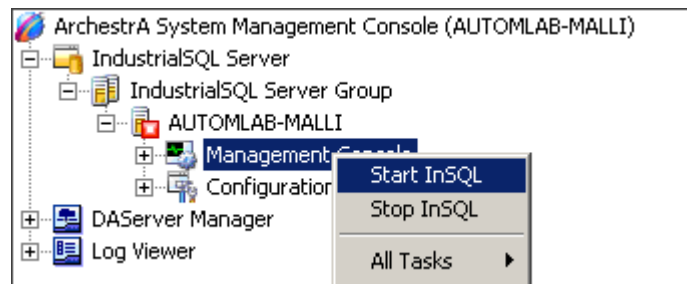 ArchestrA System Management Console (AUTOMLAB-MALLI)
IndustrialSQL Server
IndustrialSQL Server Group
AUTOMLAB-MALLI
Management Console
Start InSQL
Configuration
Stop InSQL
DAServer Manager
Log Viewer
All Tasks